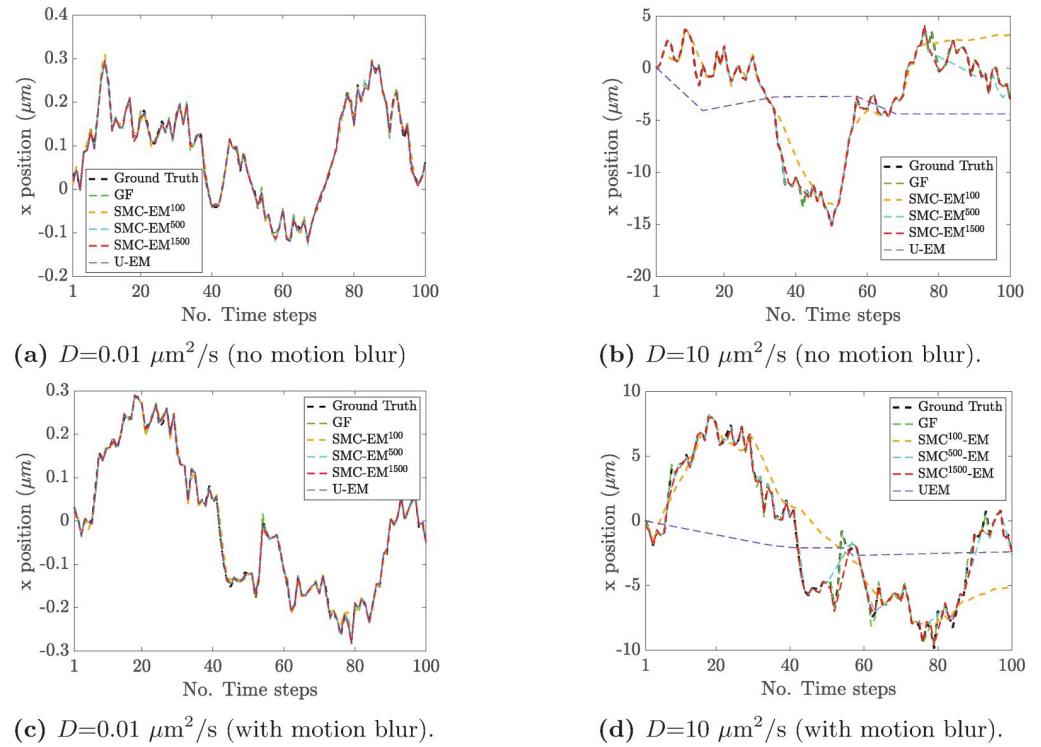 0.4
0.3
0.2
0.1
0
-0.1
-0.2
x position (μm)
Ground Truth
GF
SMC-EM¹⁰⁰
SMC-EM⁵⁰⁰
SMC-EM¹⁵⁰⁰
U-EM
1 20 40 60 80 100
No. Time steps
(a) D=0.01 μm²/s (no motion blur)
5
0
-5
-10
-15
-20
x position (μm)
Ground Truth
GF
SMC-EM¹⁰⁰
SMC-EM⁵⁰⁰
SMC-EM¹⁵⁰⁰
U-EM
1 20 40 60 80 100
No. Time steps
(b) D=10 μm²/s (no motion blur).
0.3
0.2
0.1
0
-0.1
-0.2
-0.3
x position (μm)
Ground Truth
GF
SMC-EM¹⁰⁰
SMC-EM⁵⁰⁰
SMC-EM¹⁵⁰⁰
U-EM
1 20 40 60 80 100
No. Time steps
(c) D=0.01 μm²/s (with motion blur).
10
5
0
-5
-10
x position (μm)
Ground Truth
GF
SMC¹⁰⁰-EM
SMC⁵⁰⁰-EM
SMC¹⁵⁰⁰-EM
UEM
1 20 40 60 80 100
No. Time steps
(d) D=10 μm²/s (with motion blur).